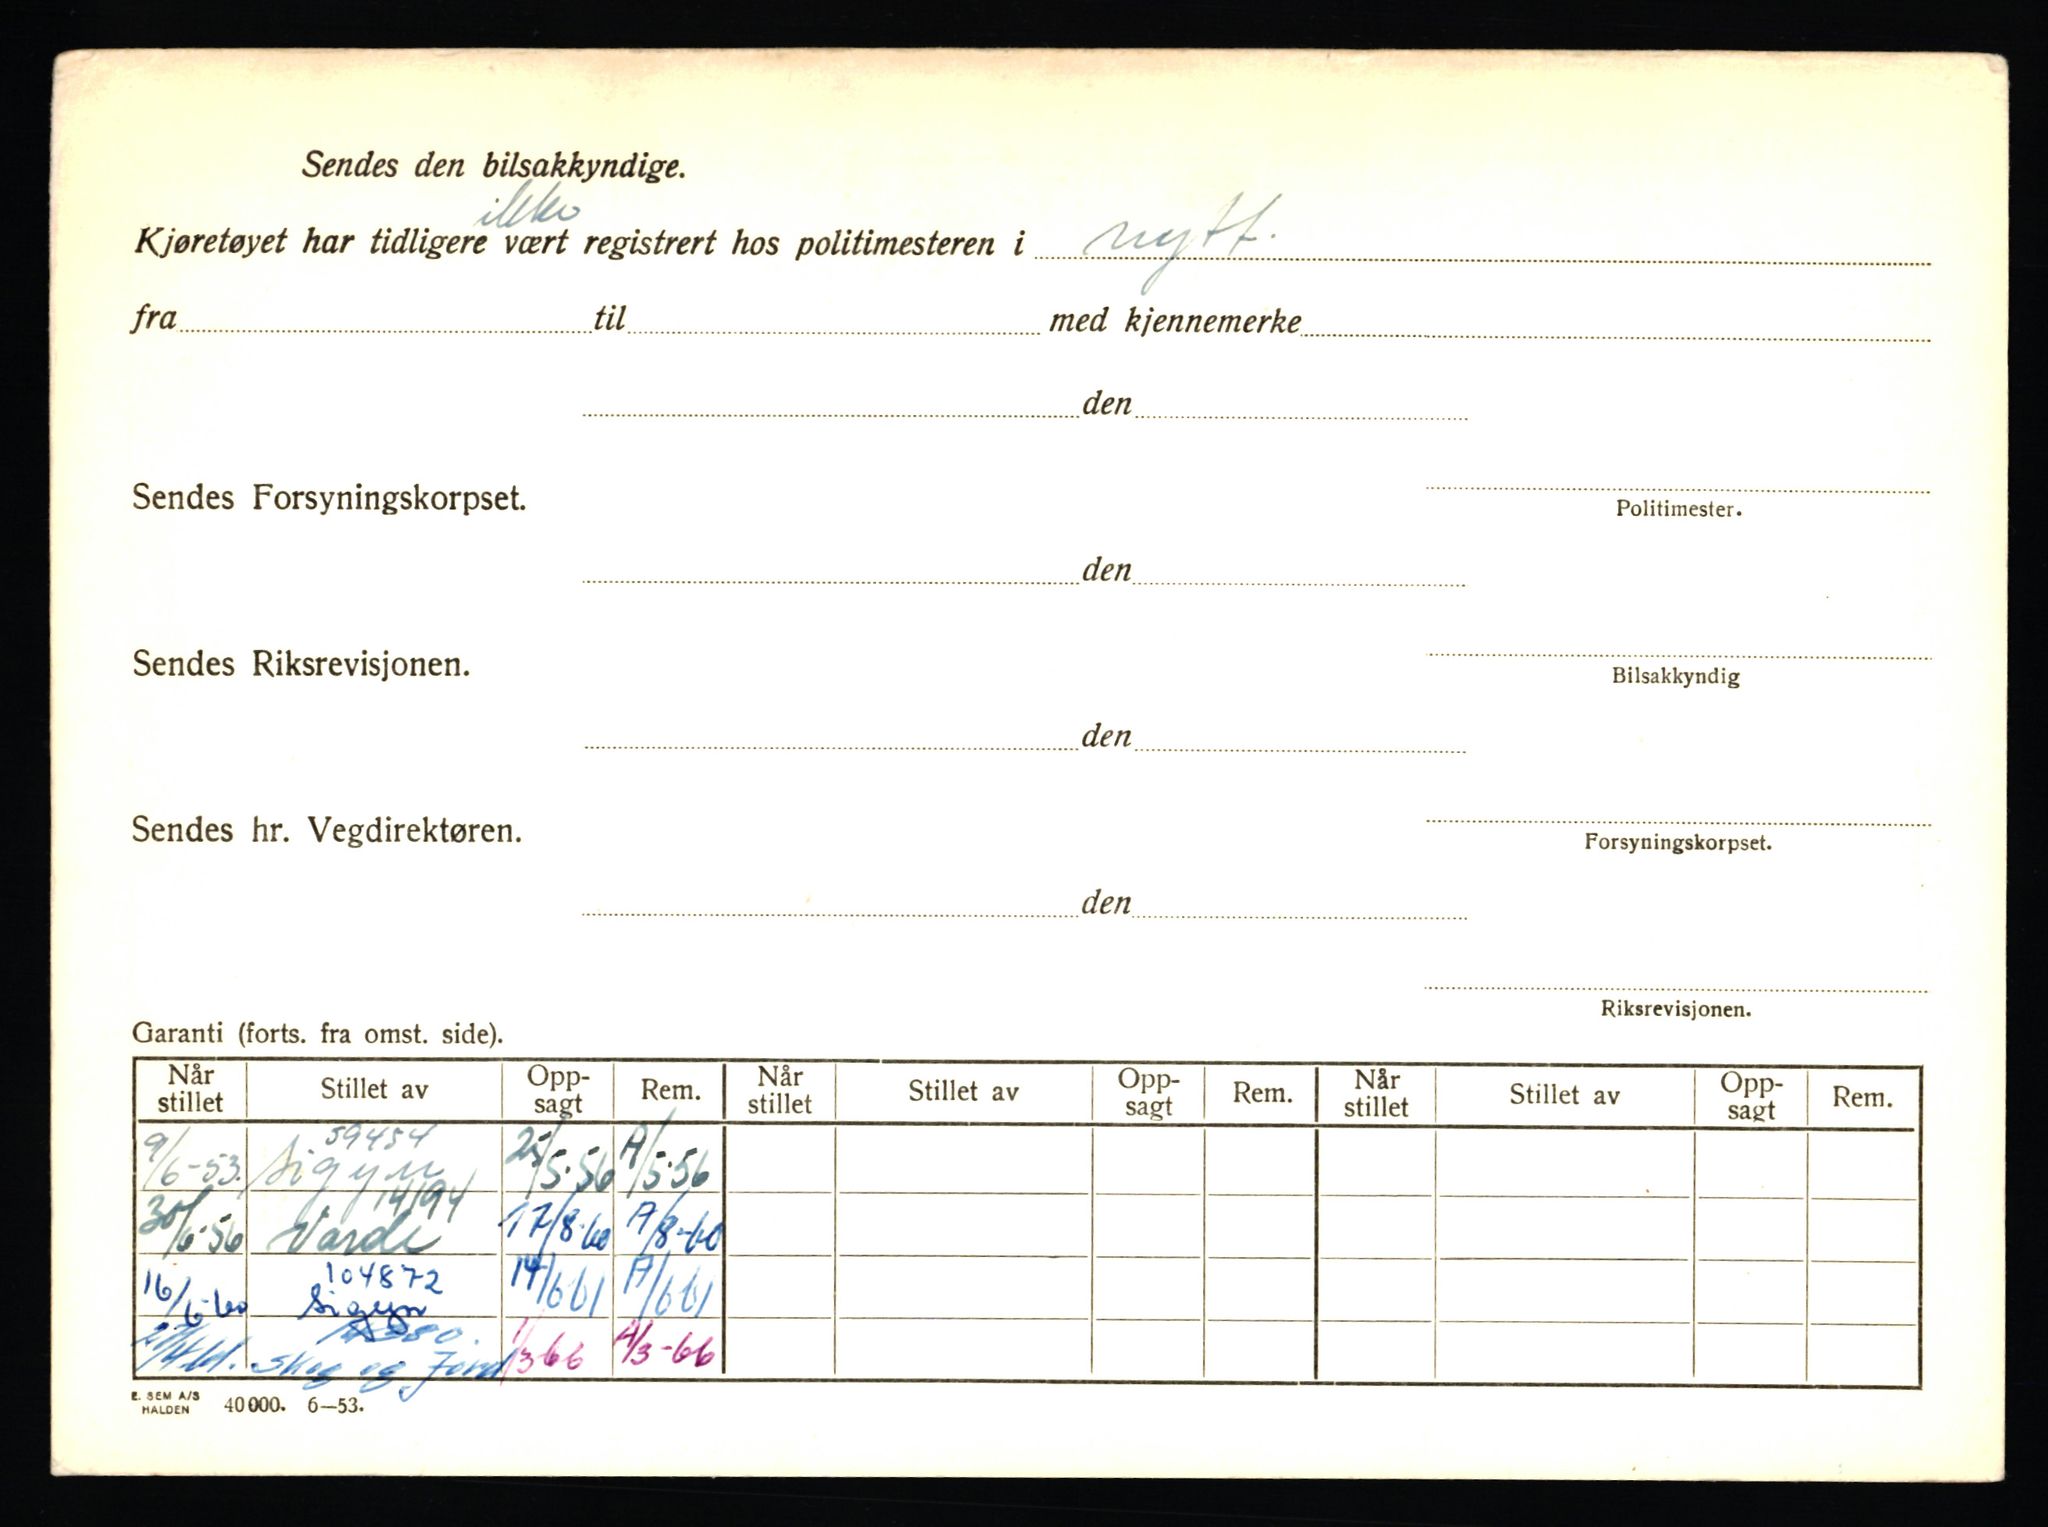 Sendes den bilsakkyndige.
ikke
Kjøretøyet har tidligere vært registrert hos politimesteren i nytt.
fra til med kjennemerke
den
Sendes Forsyningskorpset.
Politimester.
den
Sendes Riksrevisjonen.
Bilsakkyndig
den
Sendes hr. Vegdirektøren.
Forsyningskorpset.
den
Riksrevisjonen.
Garanti (forts. fra omst. side).
Når stillet Stillet av Opp-sagt Rem. Når stillet Stillet av Opp-sagt Rem. Når stillet Stillet av Opp-sagt Rem.
59454
9/6-53. Sigyn 25/5-56 A/5-56
14194
30/6-56 Varde 17/8-60 A/8-60
104872
16/6-60 Sigyn 14/6 61 A/6 61
Skog og Jord 1/3 66 A/3-66
E. SEM A/S
HALDEN 40000. 6—53.